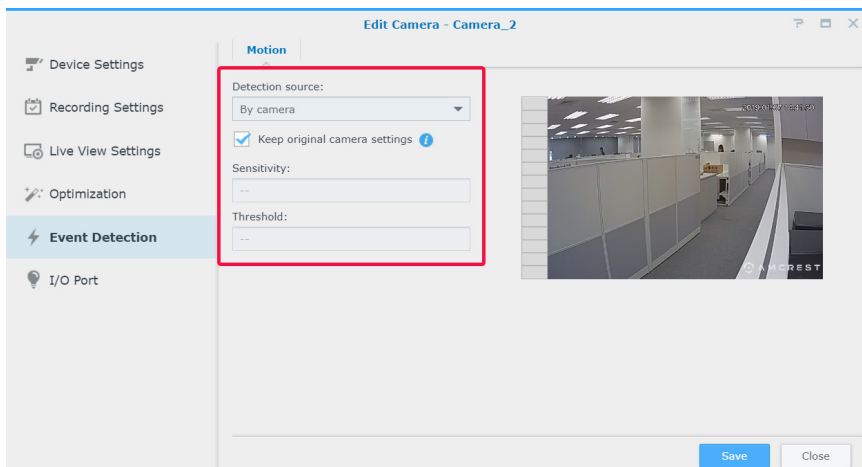 Edit Camera - Camera_2
Device Settings
Recording Settings
Live View Settings
Optimization
Event Detection
I/O Port
Motion
Detection source:
By camera
Keep original camera settings
Sensitivity:
--
Threshold:
--
AMCREST
Save
Close